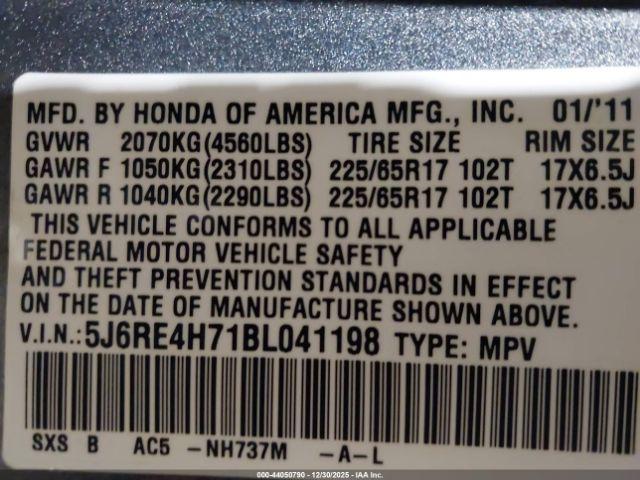 MFD. BY HONDA OF AMERICA MFG., INC. 01/'11
GVWR 2070KG(4560LBS) TIRE SIZE RIM SIZE
GAWR F 1050KG(2310LBS) 225/65R17 102T 17X6.5J
GAWR R 1040KG(2290LBS) 225/65R17 102T 17X6.5J
THIS VEHICLE CONFORMS TO ALL APPLICABLE
FEDERAL MOTOR VEHICLE SAFETY
AND THEFT PREVENTION STANDARDS IN EFFECT
ON THE DATE OF MANUFACTURE SHOWN ABOVE.
V.I.N.: 5J6RE4H71BL041198 TYPE: MPV
SXS B AC5 -NH737M -A-L
000-44050790 - 12/30/2025 - IAA Inc.